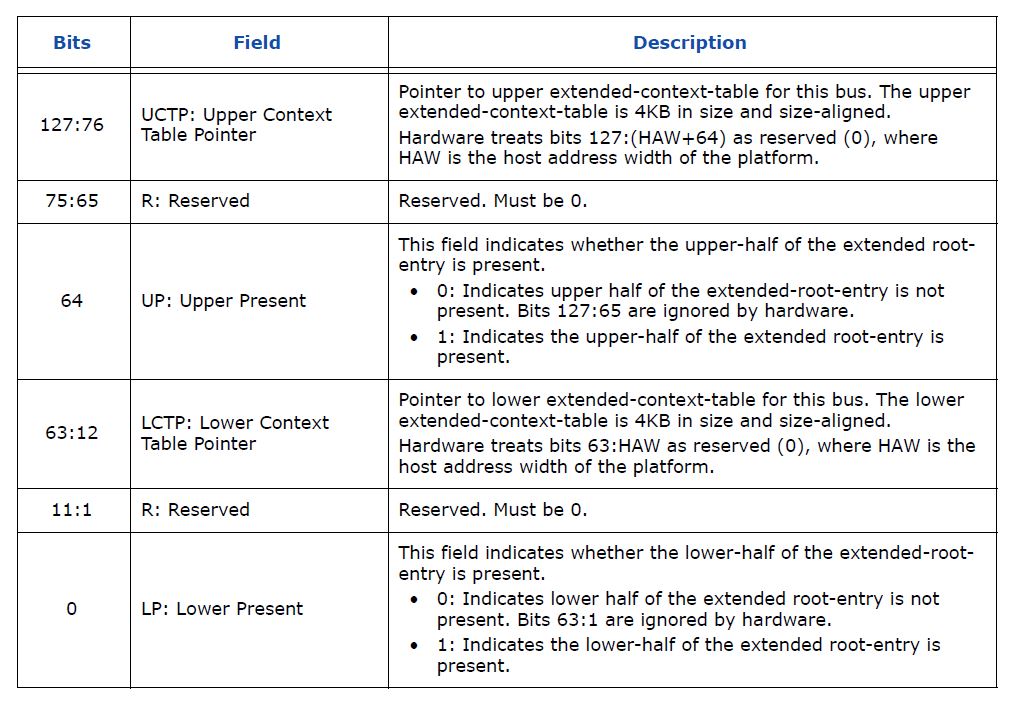 Bits Field Description
127:76
UCTP: Upper Context
Table Pointer
Pointer to upper extended-context-table for this bus. The upper
extended-context-table is 4KB in size and size-aligned.
Hardware treats bits 127:(HAW+64) as reserved (0), where
HAW is the host address width of the platform.
75:65 R: Reserved Reserved. Must be 0.
64
UP: Upper Present
This field indicates whether the upper-half of the extended root-
entry is present.
• 0: Indicates upper half of the extended-root-entry is not
present. Bits 127:65 are ignored by hardware.
• 1: Indicates the upper-half of the extended root-entry is
present.
63:12
LCTP: Lower Context
Table Pointer
Pointer to lower extended-context-table for this bus. The lower
extended-context-table is 4KB in size and size-aligned.
Hardware treats bits 63:HAW as reserved (0), where HAW is the
host address width of the platform.
11:1 R: Reserved Reserved. Must be 0.
0
LP: Lower Present
This field indicates whether the lower-half of the extended-root-
entry is present.
• 0: Indicates lower half of the extended root-entry is not
present. Bits 63:1 are ignored by hardware.
• 1: Indicates the lower-half of the extended root-entry is
present.